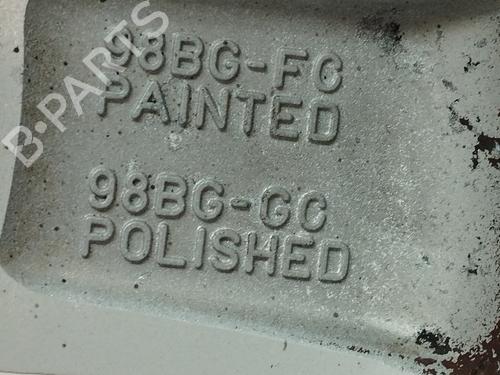 B-PARTS
98BG-FC
PAINTED
98BG-GC
POLISHED